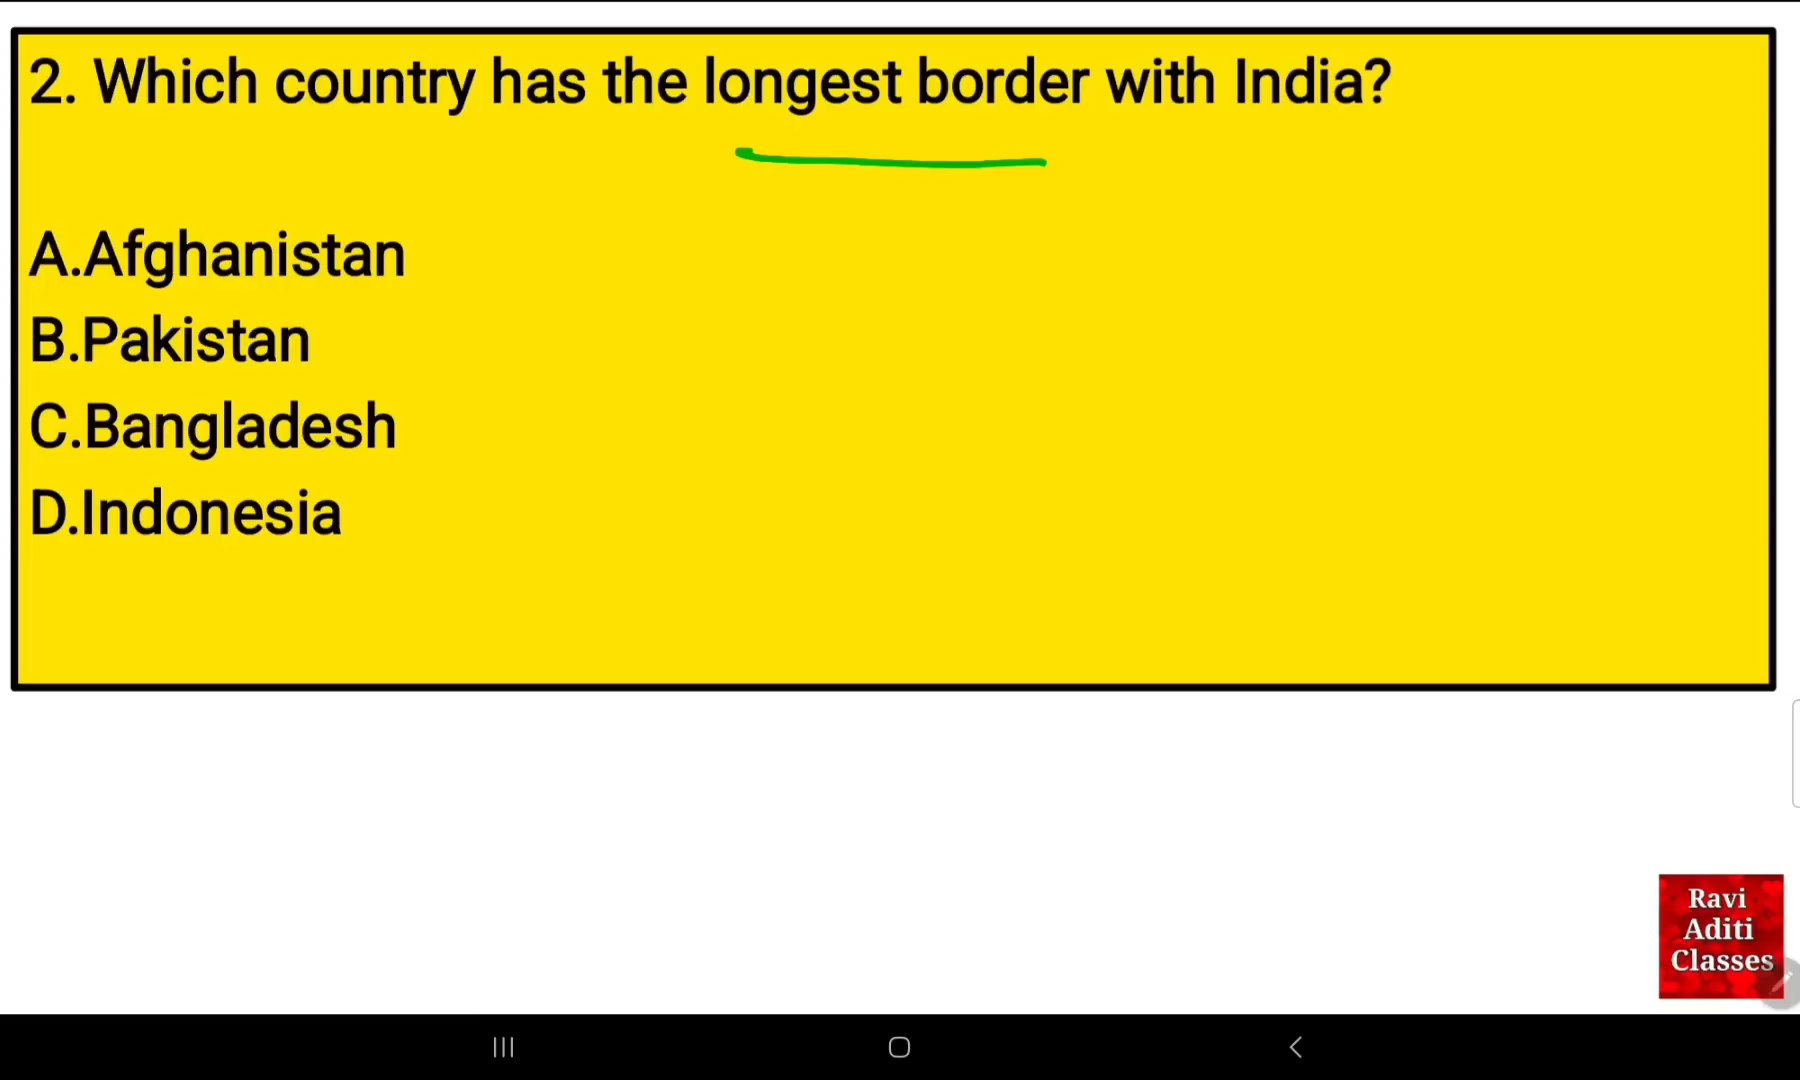 2. Which country has the longest border with India?
A.Afghanistan
B.Pakistan
C.Bangladesh
D.Indonesia
Ravi
Aditi
Classes